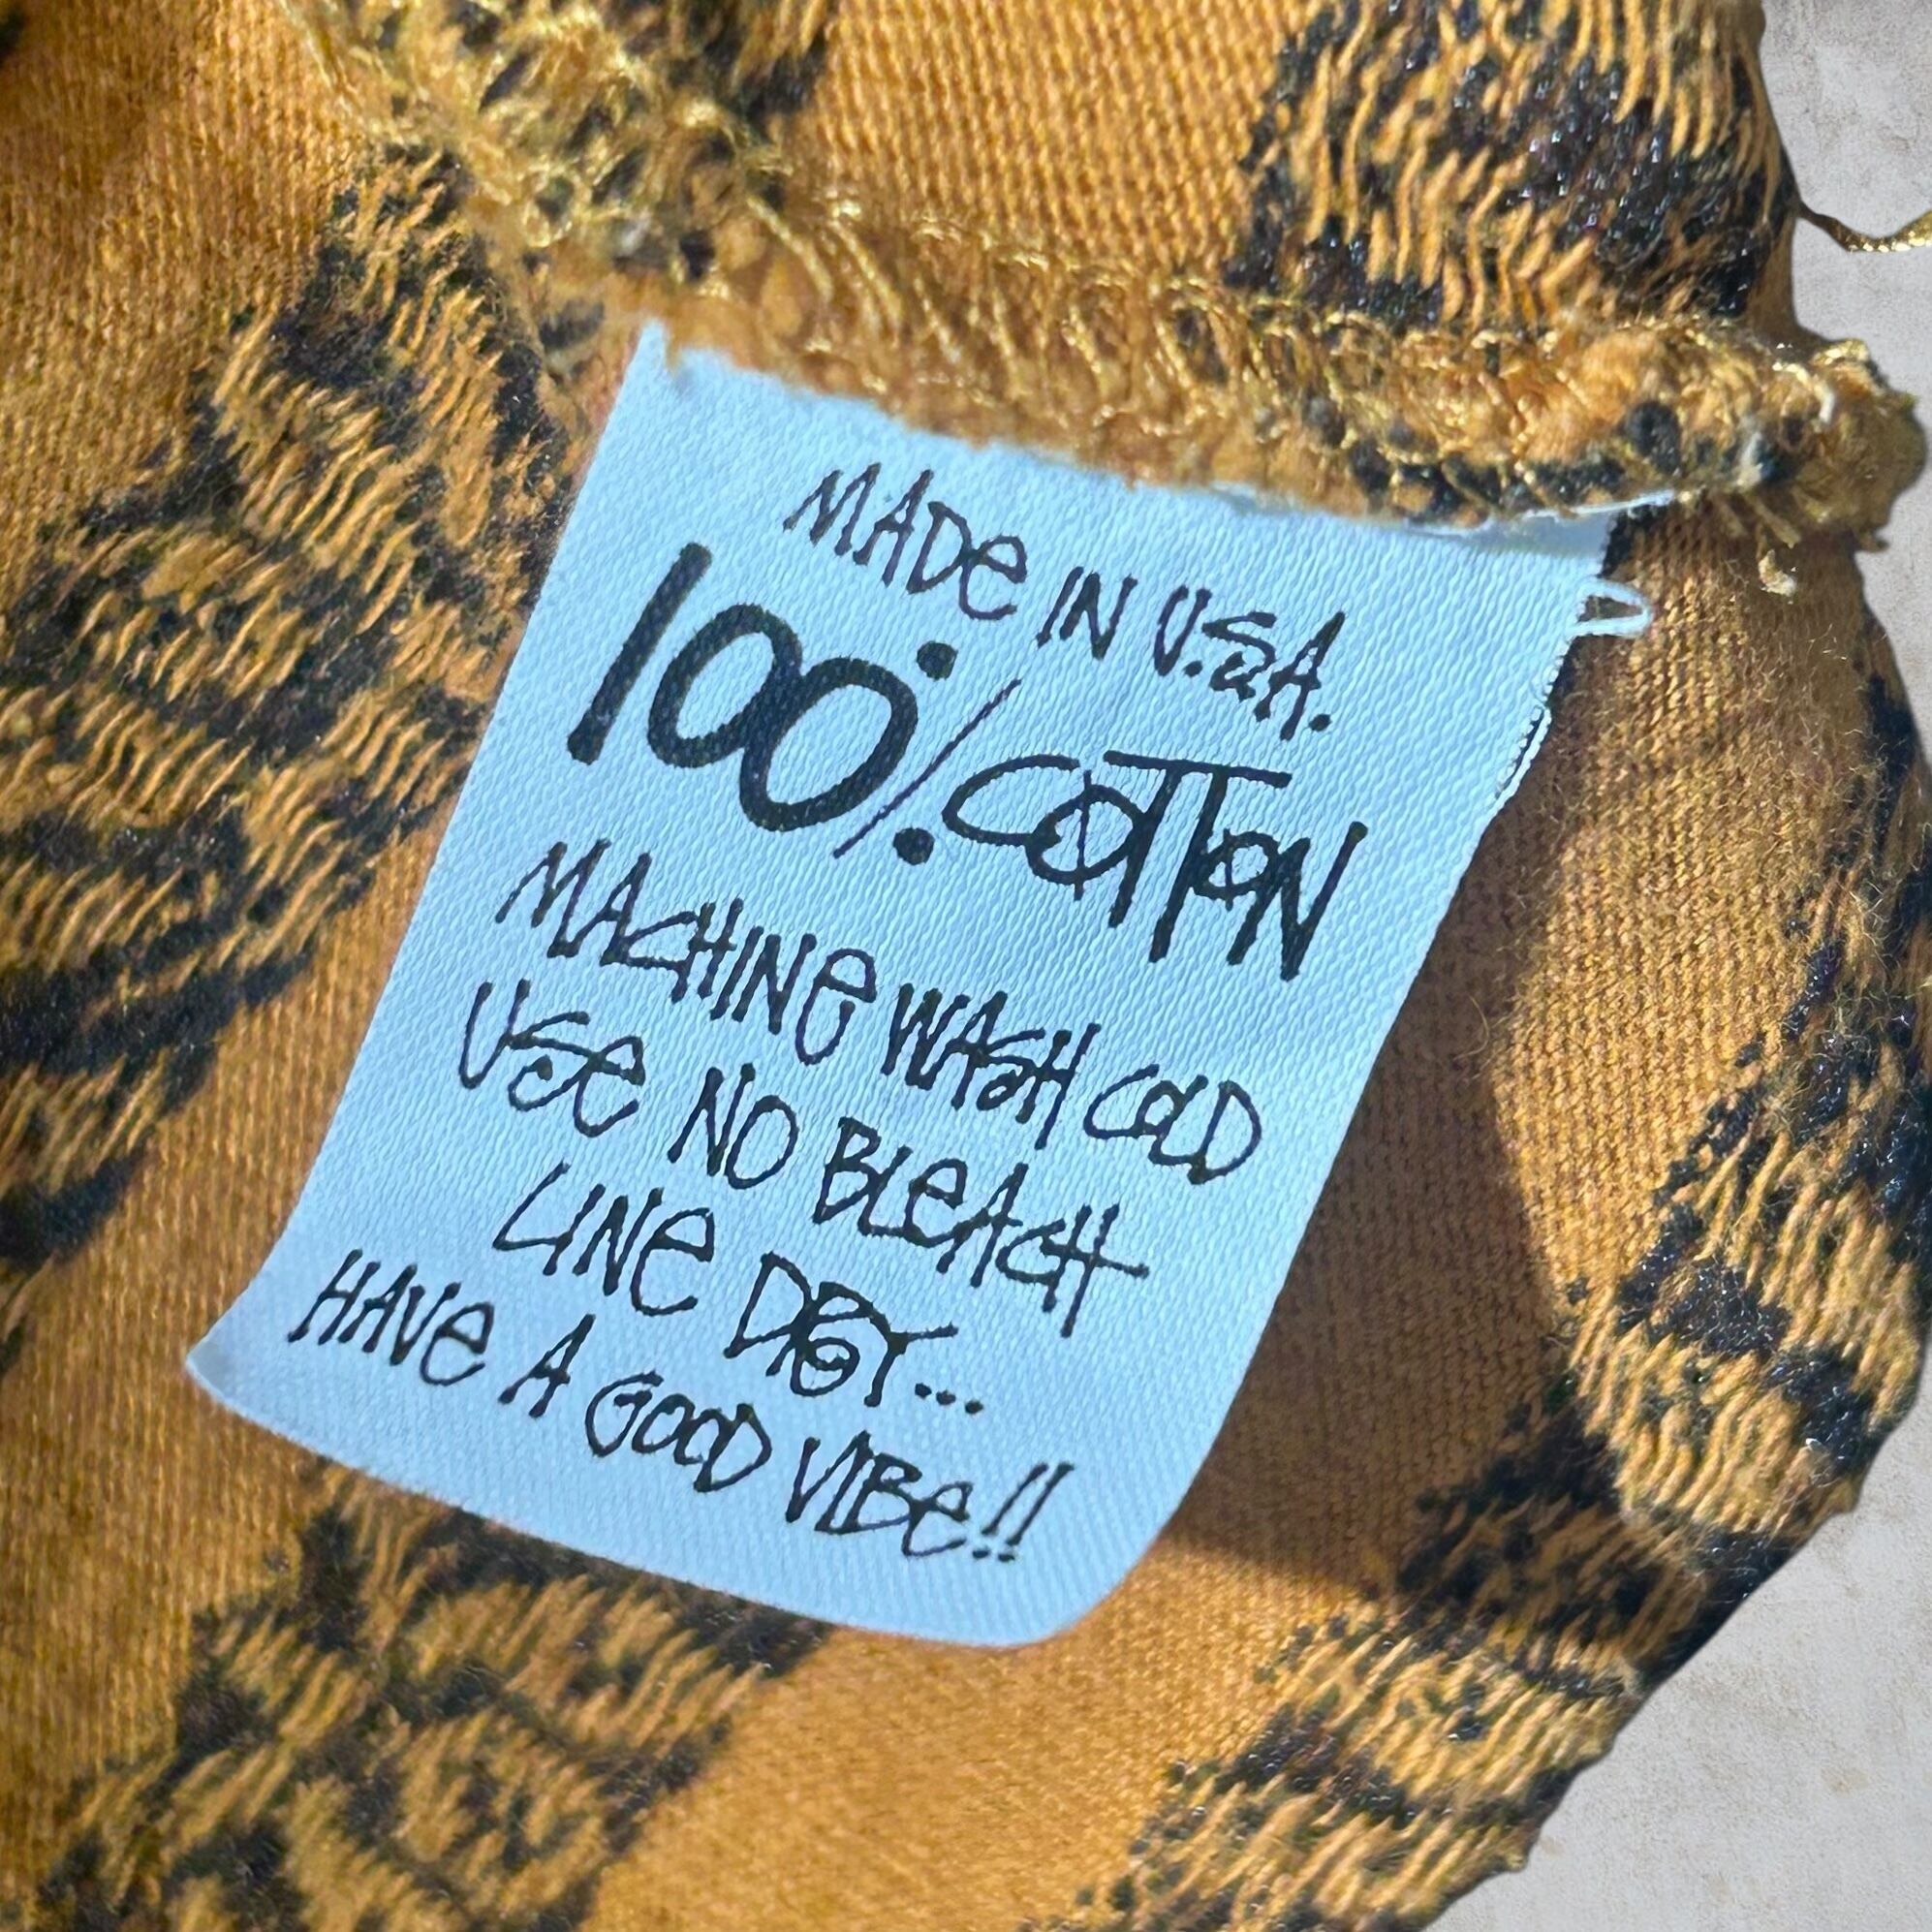 MADe IN U.S.A.
100% COTTON
MACHINe WASH COLD
USe NO BLeACH
LINe DRY...
HAVe A GOOD VIBe!!